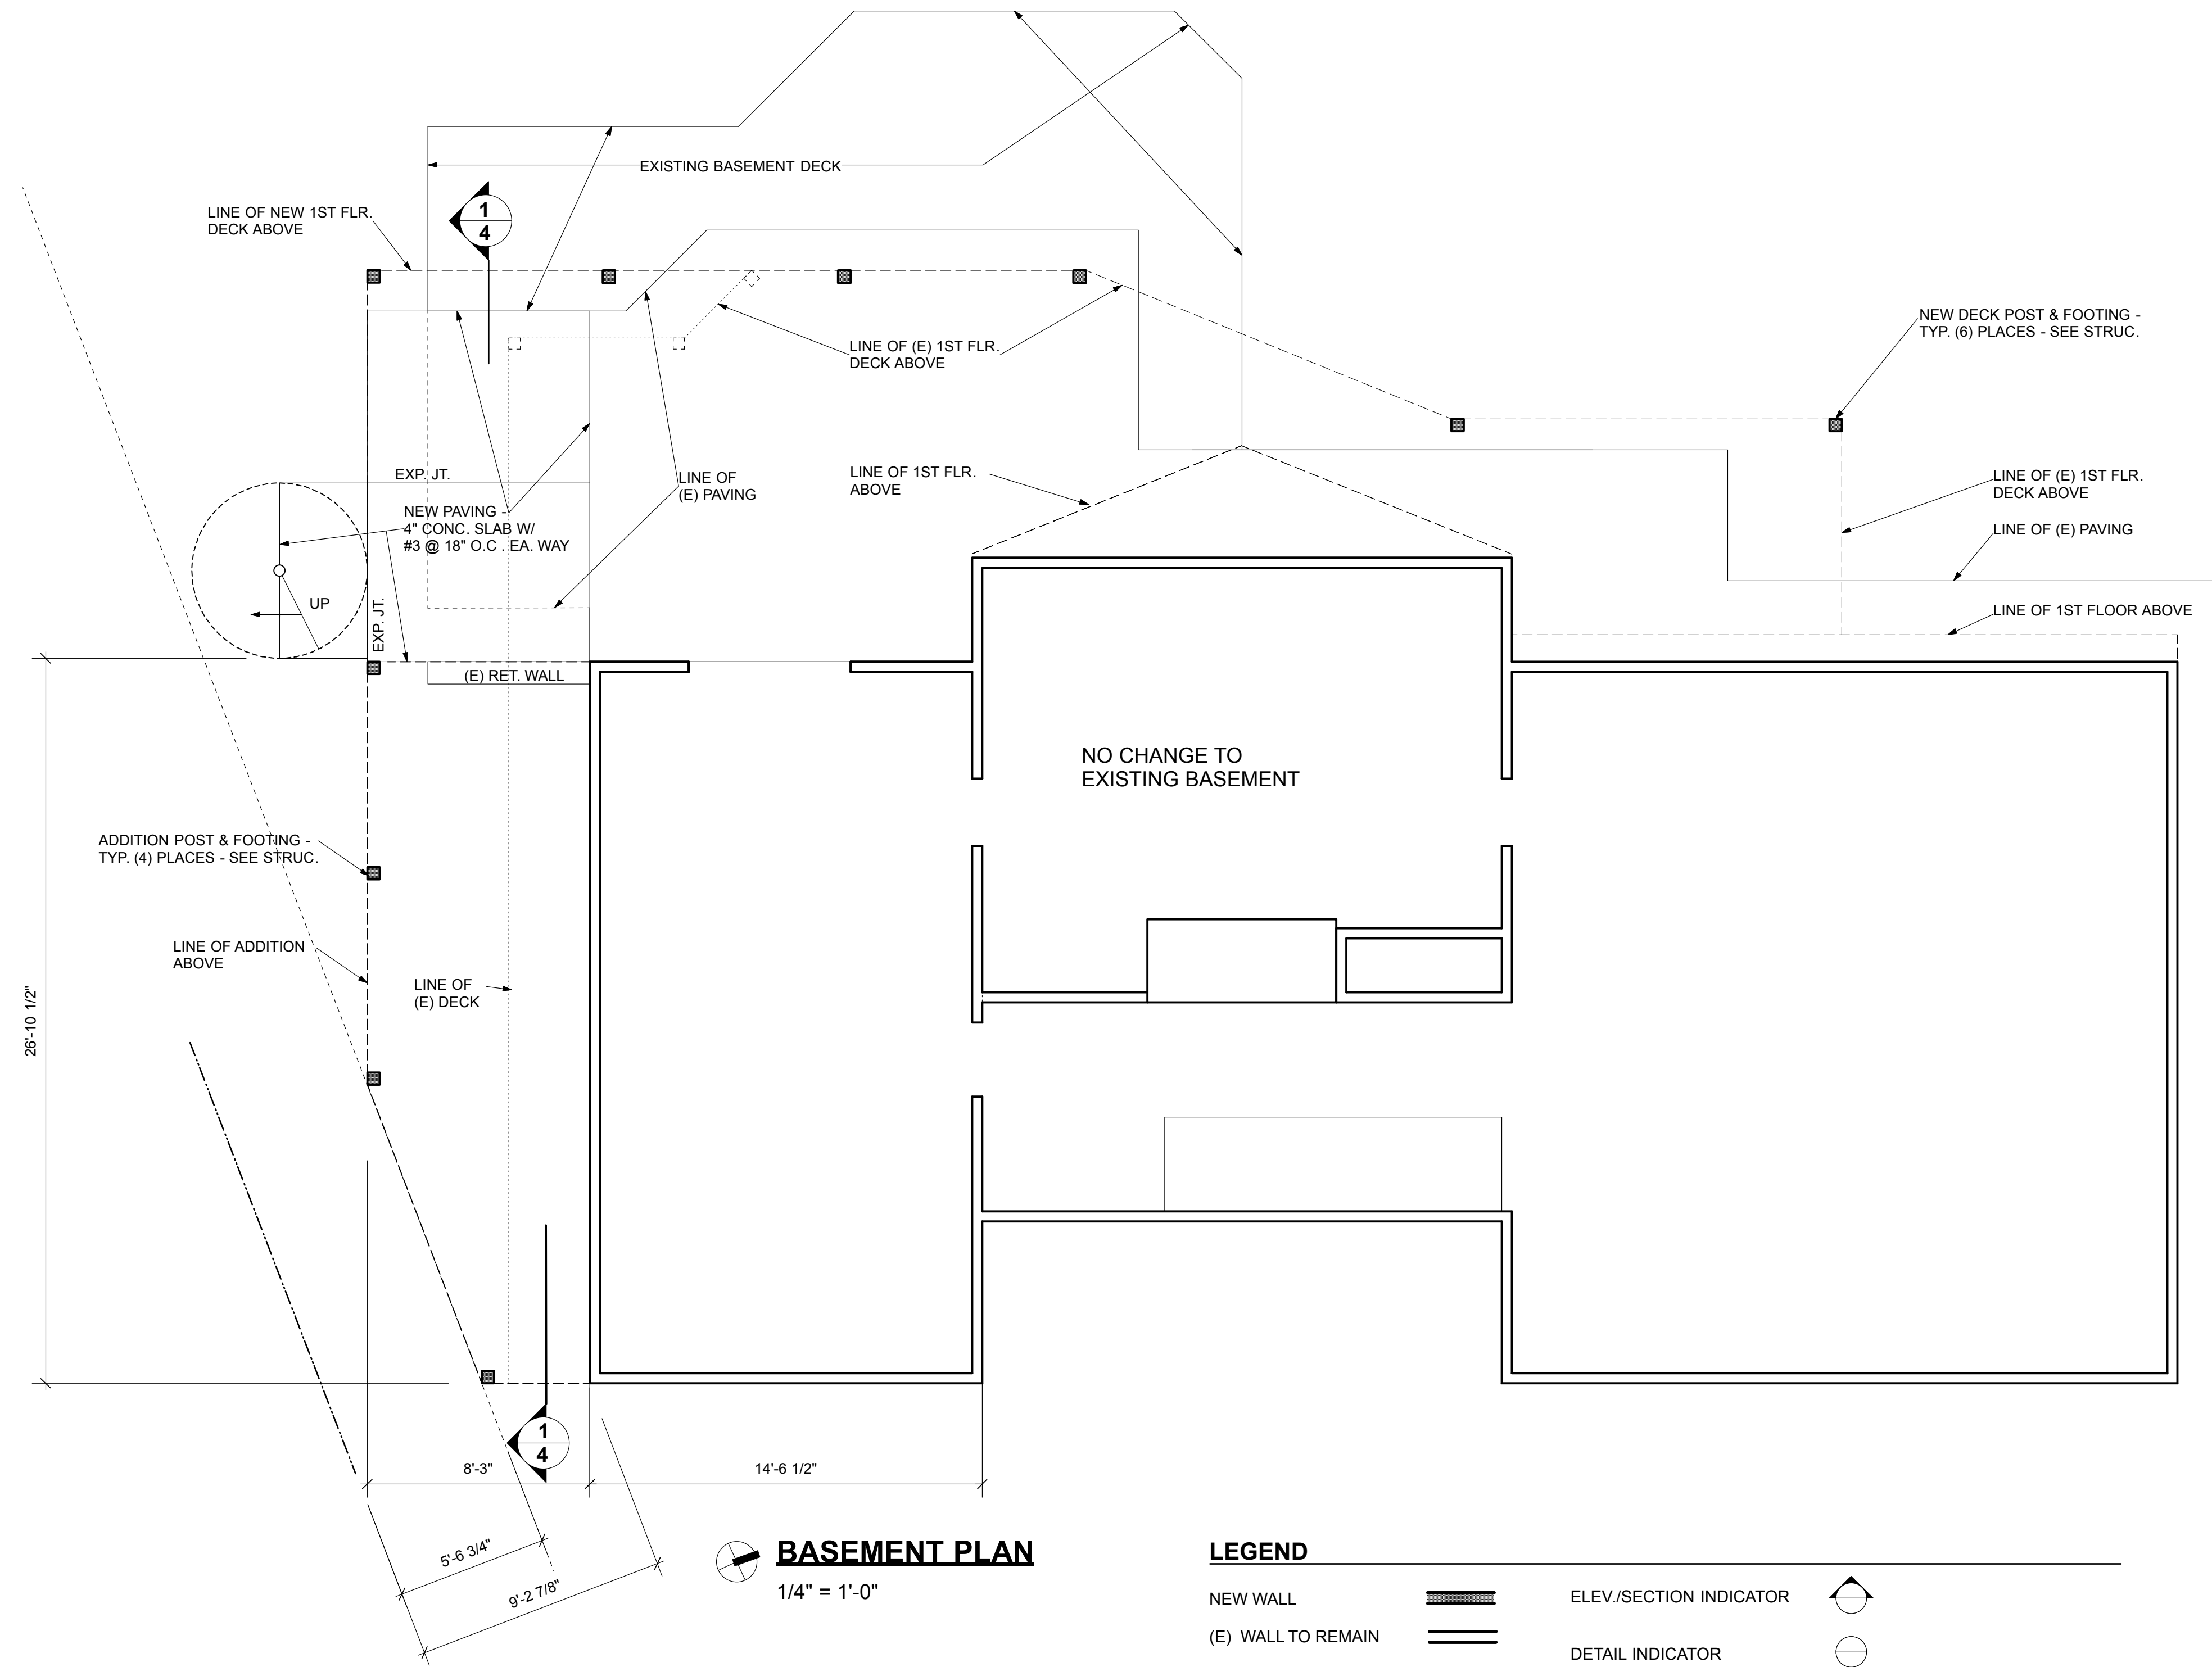 EXISTING BASEMENT DECK
LINE OF NEW 1ST FLR.
DECK ABOVE
1
4
LINE OF (E) 1ST FLR.
DECK ABOVE
NEW DECK POST & FOOTING -
TYP. (6) PLACES - SEE STRUC.
EXP. JT.
LINE OF
(E) PAVING
LINE OF 1ST FLR.
ABOVE
LINE OF (E) 1ST FLR.
DECK ABOVE
NEW PAVING -
4" CONC. SLAB W/
#3 @ 18" O.C . EA. WAY
LINE OF (E) PAVING
UP
EXP. JT.
LINE OF 1ST FLOOR ABOVE
(E) RET. WALL
NO CHANGE TO
EXISTING BASEMENT
ADDITION POST & FOOTING -
TYP. (4) PLACES - SEE STRUC.
LINE OF ADDITION
ABOVE
LINE OF
(E) DECK
26'-10 1/2"
1
4
8'-3"
14'-6 1/2"
5'-6 3/4"
9'-2 7/8"
BASEMENT PLAN
1/4" = 1'-0"
LEGEND
NEW WALL
ELEV./SECTION INDICATOR
(E) WALL TO REMAIN
DETAIL INDICATOR